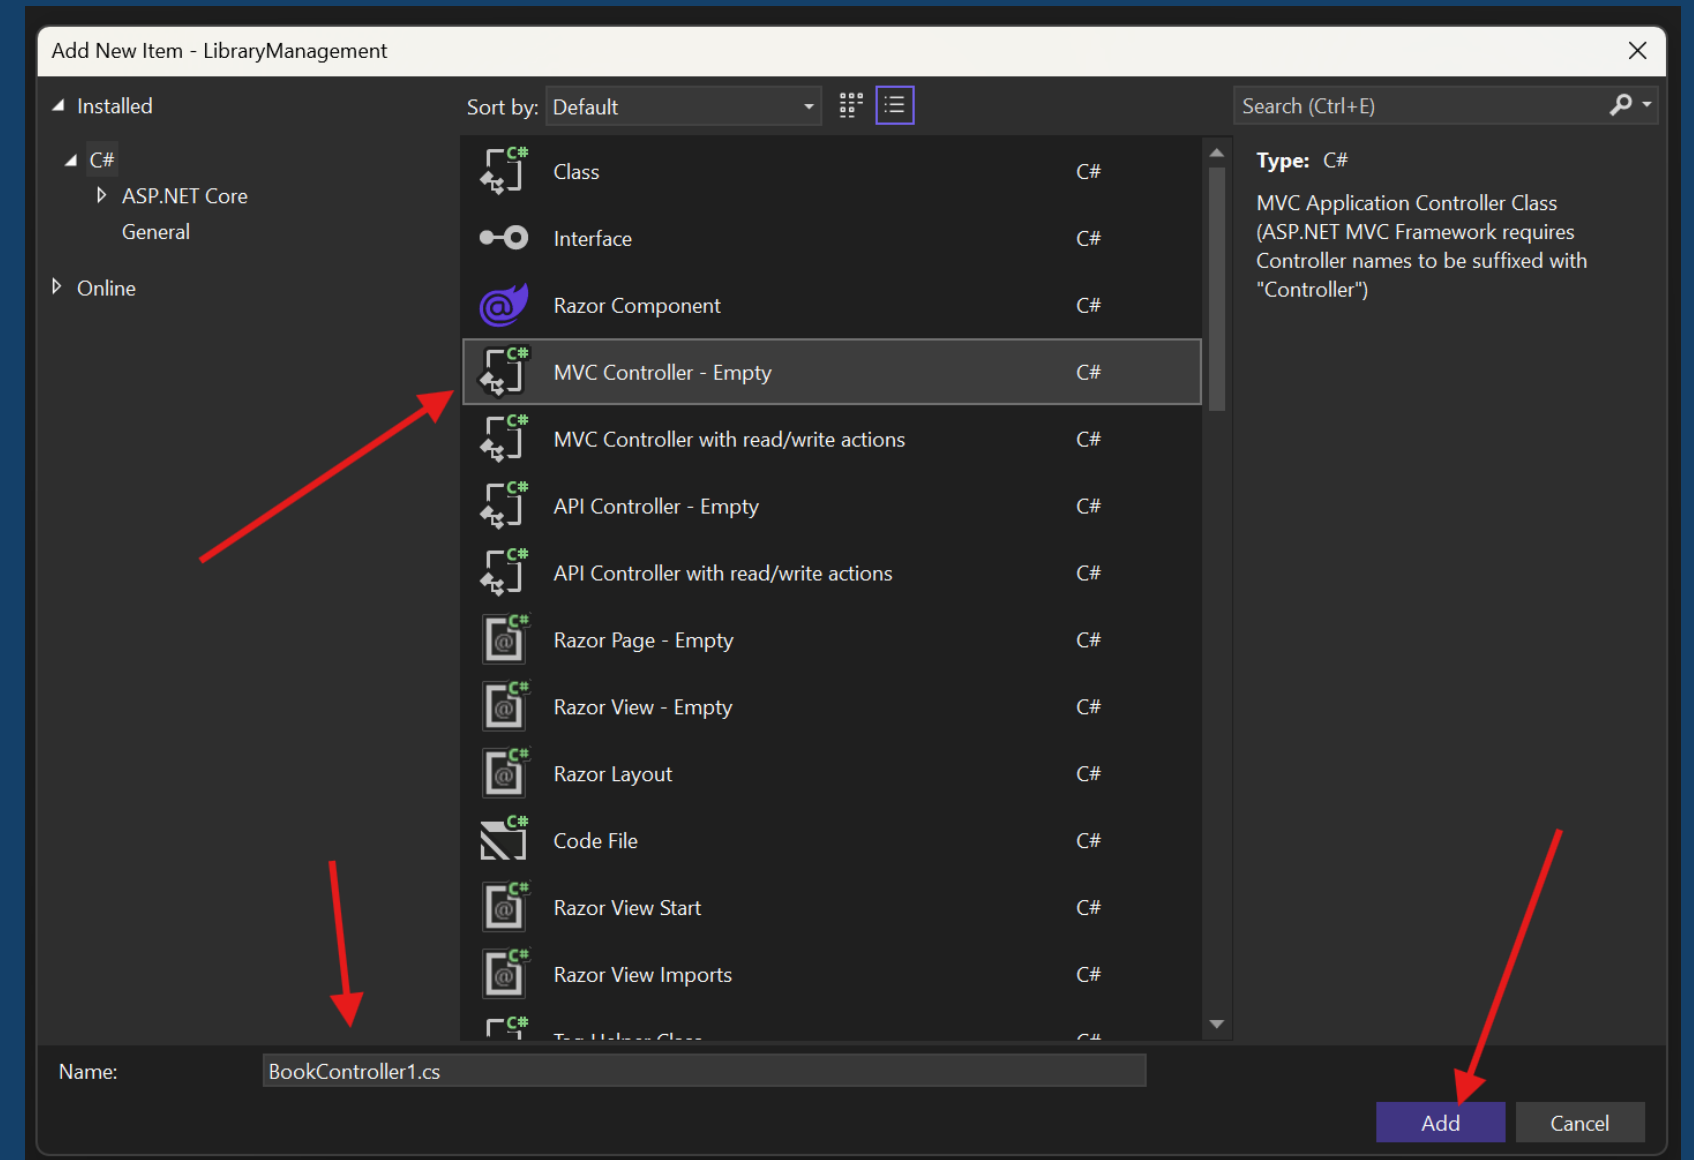 Add New Item - LibraryManagement
Installed
Sort by: Default
Search (Ctrl+E)
C#
ASP.NET Core
General
Online
Class C#
Interface C#
Razor Component C#
MVC Controller - Empty C#
MVC Controller with read/write actions C#
API Controller - Empty C#
API Controller with read/write actions C#
Razor Page - Empty C#
Razor View - Empty C#
Razor Layout C#
Code File C#
Razor View Start C#
Razor View Imports C#
Tag Helper Class C#
Type: C#
MVC Application Controller Class
(ASP.NET MVC Framework requires
Controller names to be suffixed with
"Controller")
Name: BookController1.cs
Add Cancel